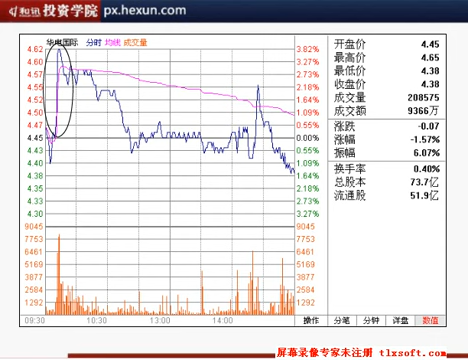 和讯 投资学院 px.hexun.com
华电国际 分时 均线 成交量
4.62 3.82%
4.60 3.27%
4.57 2.73%
4.55 2.18%
4.52 1.64%
4.50 1.09%
4.47 0.55%
4.45 0.00%
4.43 0.55%
4.40 1.09%
4.38 1.64%
4.35 2.18%
4.33 2.73%
4.30 3.27%
9045 9045
7753 7753
6461 6461
5169 5169
3877 3877
2584 2584
1292 1292
09:30 10:30 13:00 14:00
开盘价 4.45
最高价 4.65
最低价 4.38
收盘价 4.38
成交量 208575
成交额 9366万
涨跌 -0.07
涨幅 -1.57%
振幅 6.07%
换手率 0.40%
总股本 73.7亿
流通股 51.9亿
操作 分笔 分钟 详盘 数值
屏幕录像专家未注册 tlxsoft.com